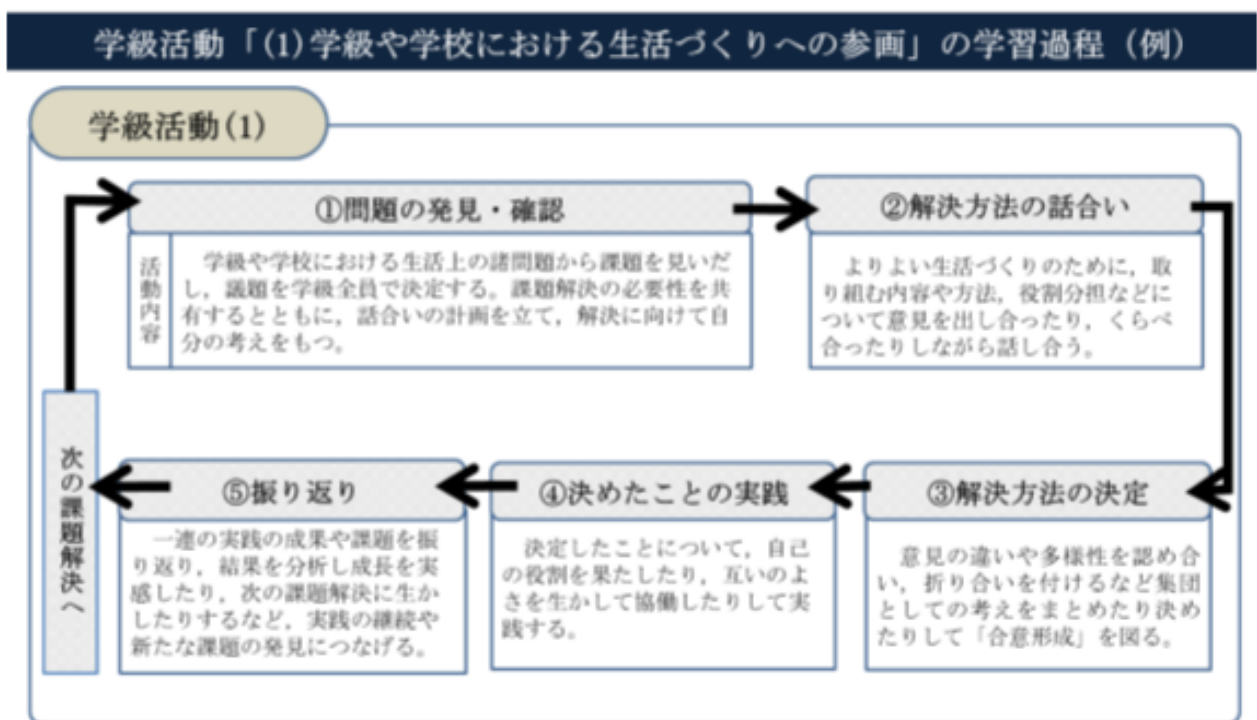 学級活動「(1)学級や学校における生活づくりへの参画」の学習過程（例）
学級活動(1)
①問題の発見・確認
活動内容
　学級や学校における生活上の諸問題から課題を見いだ
し，議題を学級全員で決定する。課題解決の必要性を共
有するとともに，話合いの計画を立て，解決に向けて自
分の考えをもつ。
②解決方法の話合い
　よりよい生活づくりのために，取
り組む内容や方法，役割分担などに
ついて意見を出し合ったり，くらべ
合ったりしながら話し合う。
③解決方法の決定
　意見の違いや多様性を認め合
い，折り合いを付けるなど集団
としての考えをまとめたり決め
たりして「合意形成」を図る。
④決めたことの実践
　決定したことについて，自己
の役割を果たしたり，互いのよ
さを生かして協働したりして実
践する。
⑤振り返り
　一連の実践の成果や課題を振
り返り，結果を分析し成長を実
感したり，次の課題解決に生か
したりするなど，実践の継続や
新たな課題の発見につなげる。
次の課題解決へ